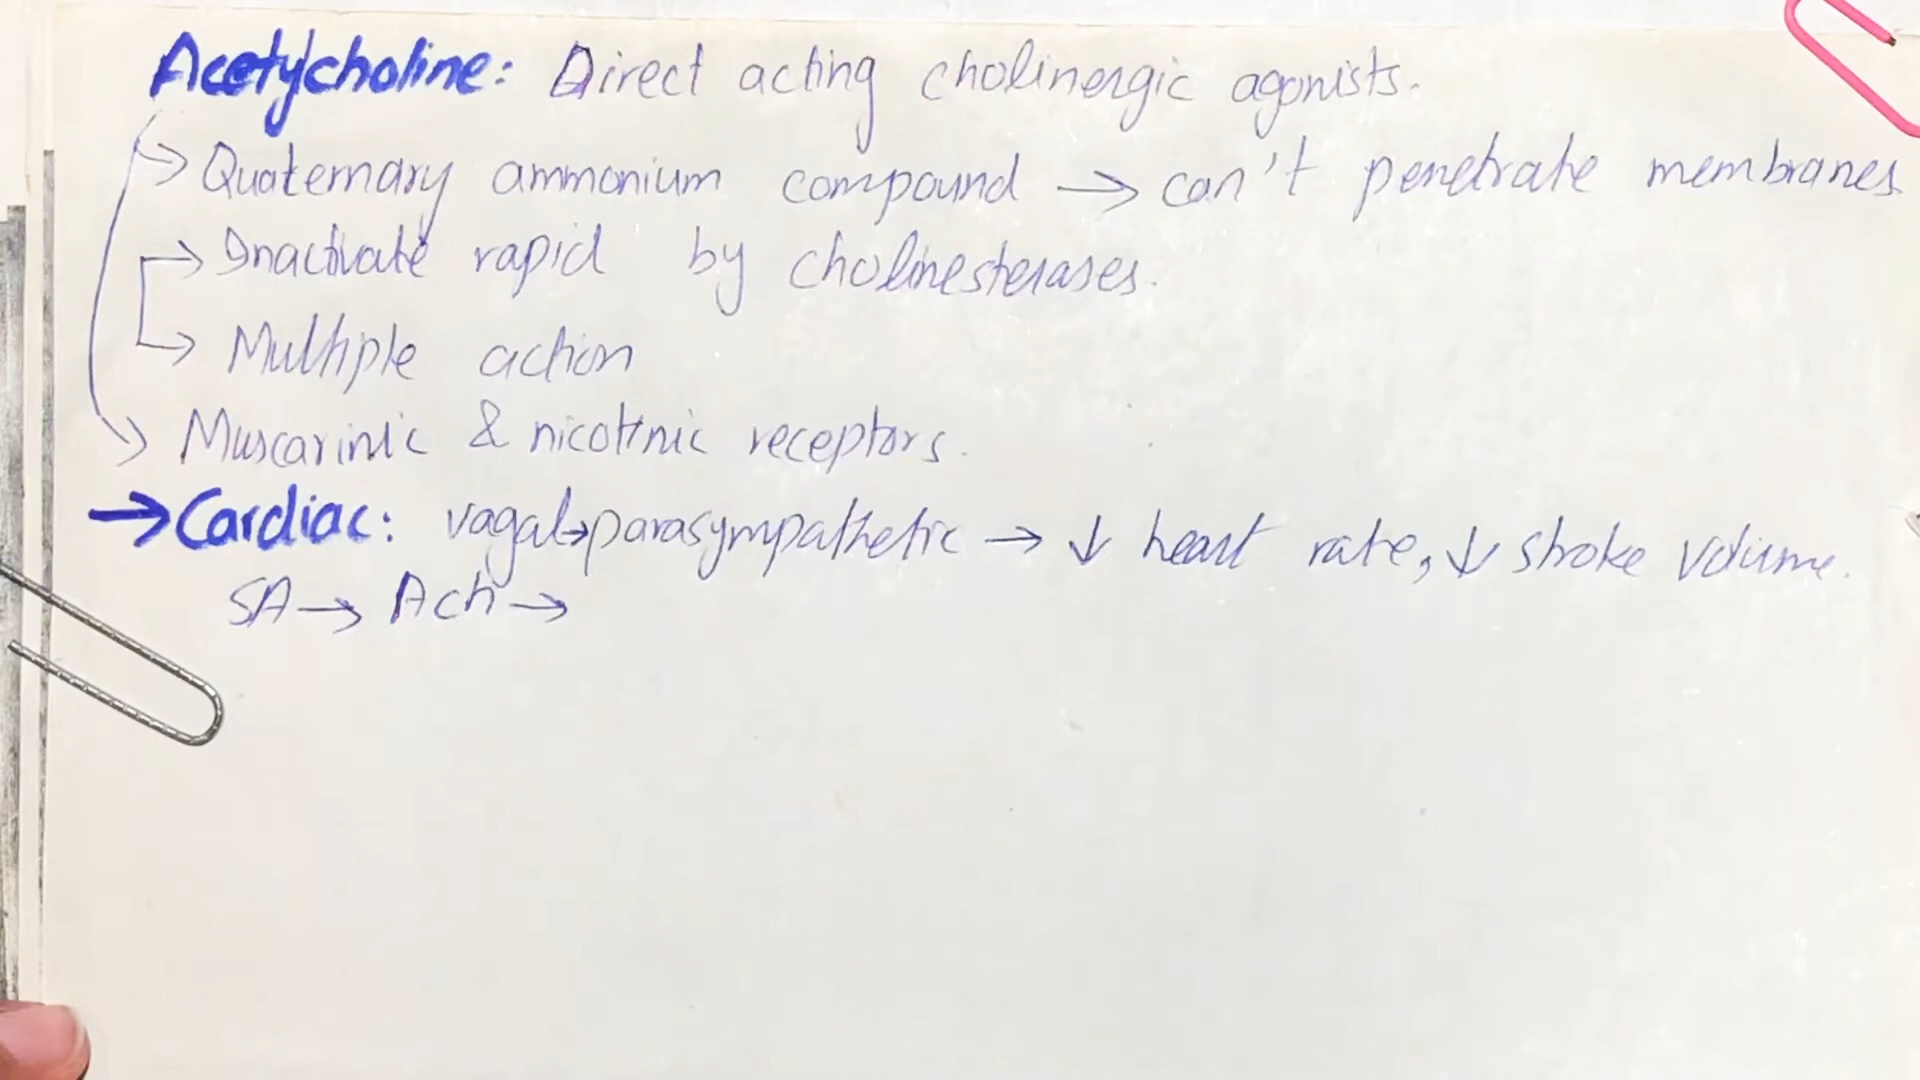 Acetylcholine: Direct acting cholinergic agonists.
→ Quaternary ammonium compound → can't penetrate membranes
→ Inactivate rapid by cholinesterases.
→ Multiple action
→ Muscarinic & nicotinic receptors.
→ Cardiac: vagal→parasympathetic → ↓ heart rate, ↓ stroke volume.
SA → Ach →